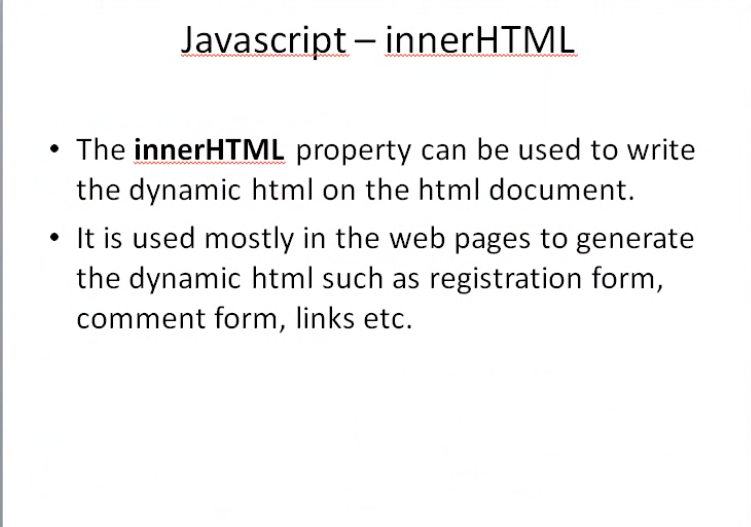 Javascript – innerHTML
• The innerHTML property can be used to write
the dynamic html on the html document.
• It is used mostly in the web pages to generate
the dynamic html such as registration form,
comment form, links etc.